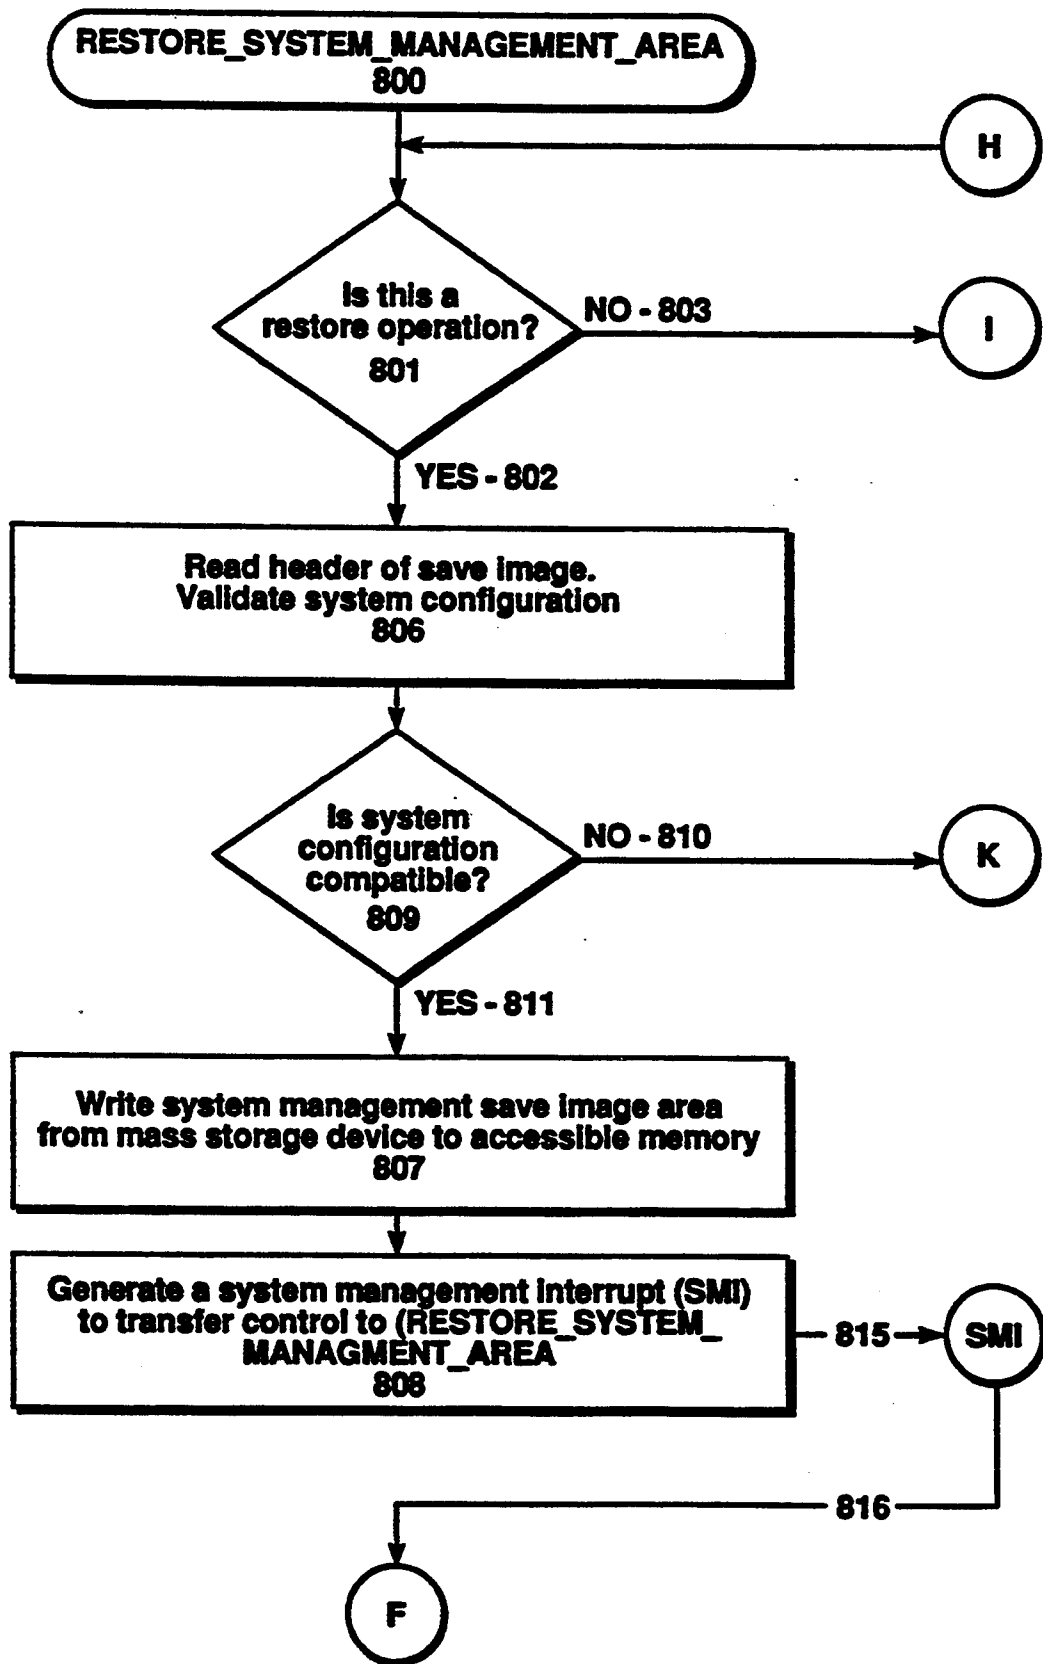 RESTORE_SYSTEM_MANAGEMENT_AREA
800
H
Is this a
restore operation?
801
NO - 803
I
YES - 802
Read header of save image.
Validate system configuration
806
Is system
configuration
compatible?
809
NO - 810
K
YES - 811
Write system management save image area
from mass storage device to accessible memory
807
Generate a system management interrupt (SMI)
to transfer control to (RESTORE_SYSTEM_
MANAGMENT_AREA
808
815
SMI
816
F